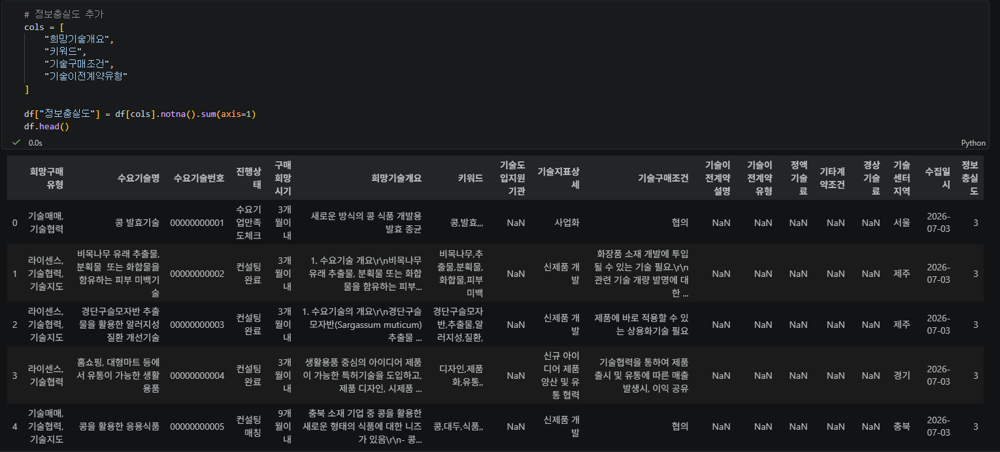 # 정보충실도 추가
cols = [
"희망기술개요",
"키워드",
"기술구매조건",
"기술이전계약유형"
]
df["정보충실도"] = df[cols].notna().sum(axis=1)
df.head()
0.0s
Python
희망구매유형 수요기술명 수요기술번호 진행상태 구매희망시기 희망기술개요 키워드 기술도입지원기관 기술지표상세 기술구매조건 기술이전계약설명 기술이전계약유형 정액기술료 기타계약조건 경상기술료 기술센터지역 수집일시 정보충실도
0 기술매매, 기술협력 콩 발효기술 00000000001 수요기업만족도체크 3개월이내 새로운 방식의 콩 식품 개발용 발효 종균 콩,발효,,, NaN 사업화 협의 NaN NaN NaN NaN NaN 서울 2026-07-03 3
1 라이센스, 기술협력, 기술지도 비목나무 유래 추출물, 분획물 또는 화합물을 함유하는 피부 미백기술 00000000002 컨설팅완료 3개월이내 1. 수요기술 개요\r\n비목나무 유래 추출물, 분획물 또는 화합물을 함유하는 피부... 비목나무,추출물,분획물,화합물,피부미백 NaN 신제품 개발 화장품 소재 개발에 투입될 수 있는 기술 필요.\r\n관련 기술 개량 발명에 대한 ... NaN NaN NaN NaN NaN 제주 2026-07-03 3
2 라이센스, 기술협력, 기술지도 경단구슬모자반 추출물을 활용한 알러지성 질환 개선기술 00000000003 컨설팅완료 3개월이내 1. 수요기술의 개요\r\n경단구슬모자반(Sargassum muticum) 추출물 ... 경단구슬모자반,추출물,알러지성,질환, NaN 신제품 개발 제품에 바로 적용할 수 있는 상용화기술 필요 NaN NaN NaN NaN NaN 제주 2026-07-03 3
3 라이센스, 기술협력 홈쇼핑, 대형마트 등에서 유통이 가능한 생활용품 00000000004 컨설팅완료 3개월이내 생활용품 중심의 아이디어 제품이 가능한 특허기술을 도입하고, 제품 디자인, 시제품 ... 디자인,제품화,유통,, NaN 신규 아이디어 제품 양산 및 유통 협력 기술협력을 통하여 제품 출시 및 유통에 따른 매출 발생시, 이익 공유 NaN NaN NaN NaN NaN 경기 2026-07-03 3
4 기술매매, 기술협력, 기술지도 콩을 활용한 응용식품 00000000005 컨설팅매칭 9개월이내 충북 소재 기업 중 콩을 활용한 새로운 형태의 식품에 대한 니즈가 있음\r\n- 콩... 콩,대두,식품,, NaN 신제품 개발 협의 NaN NaN NaN NaN NaN 충북 2026-07-03 3